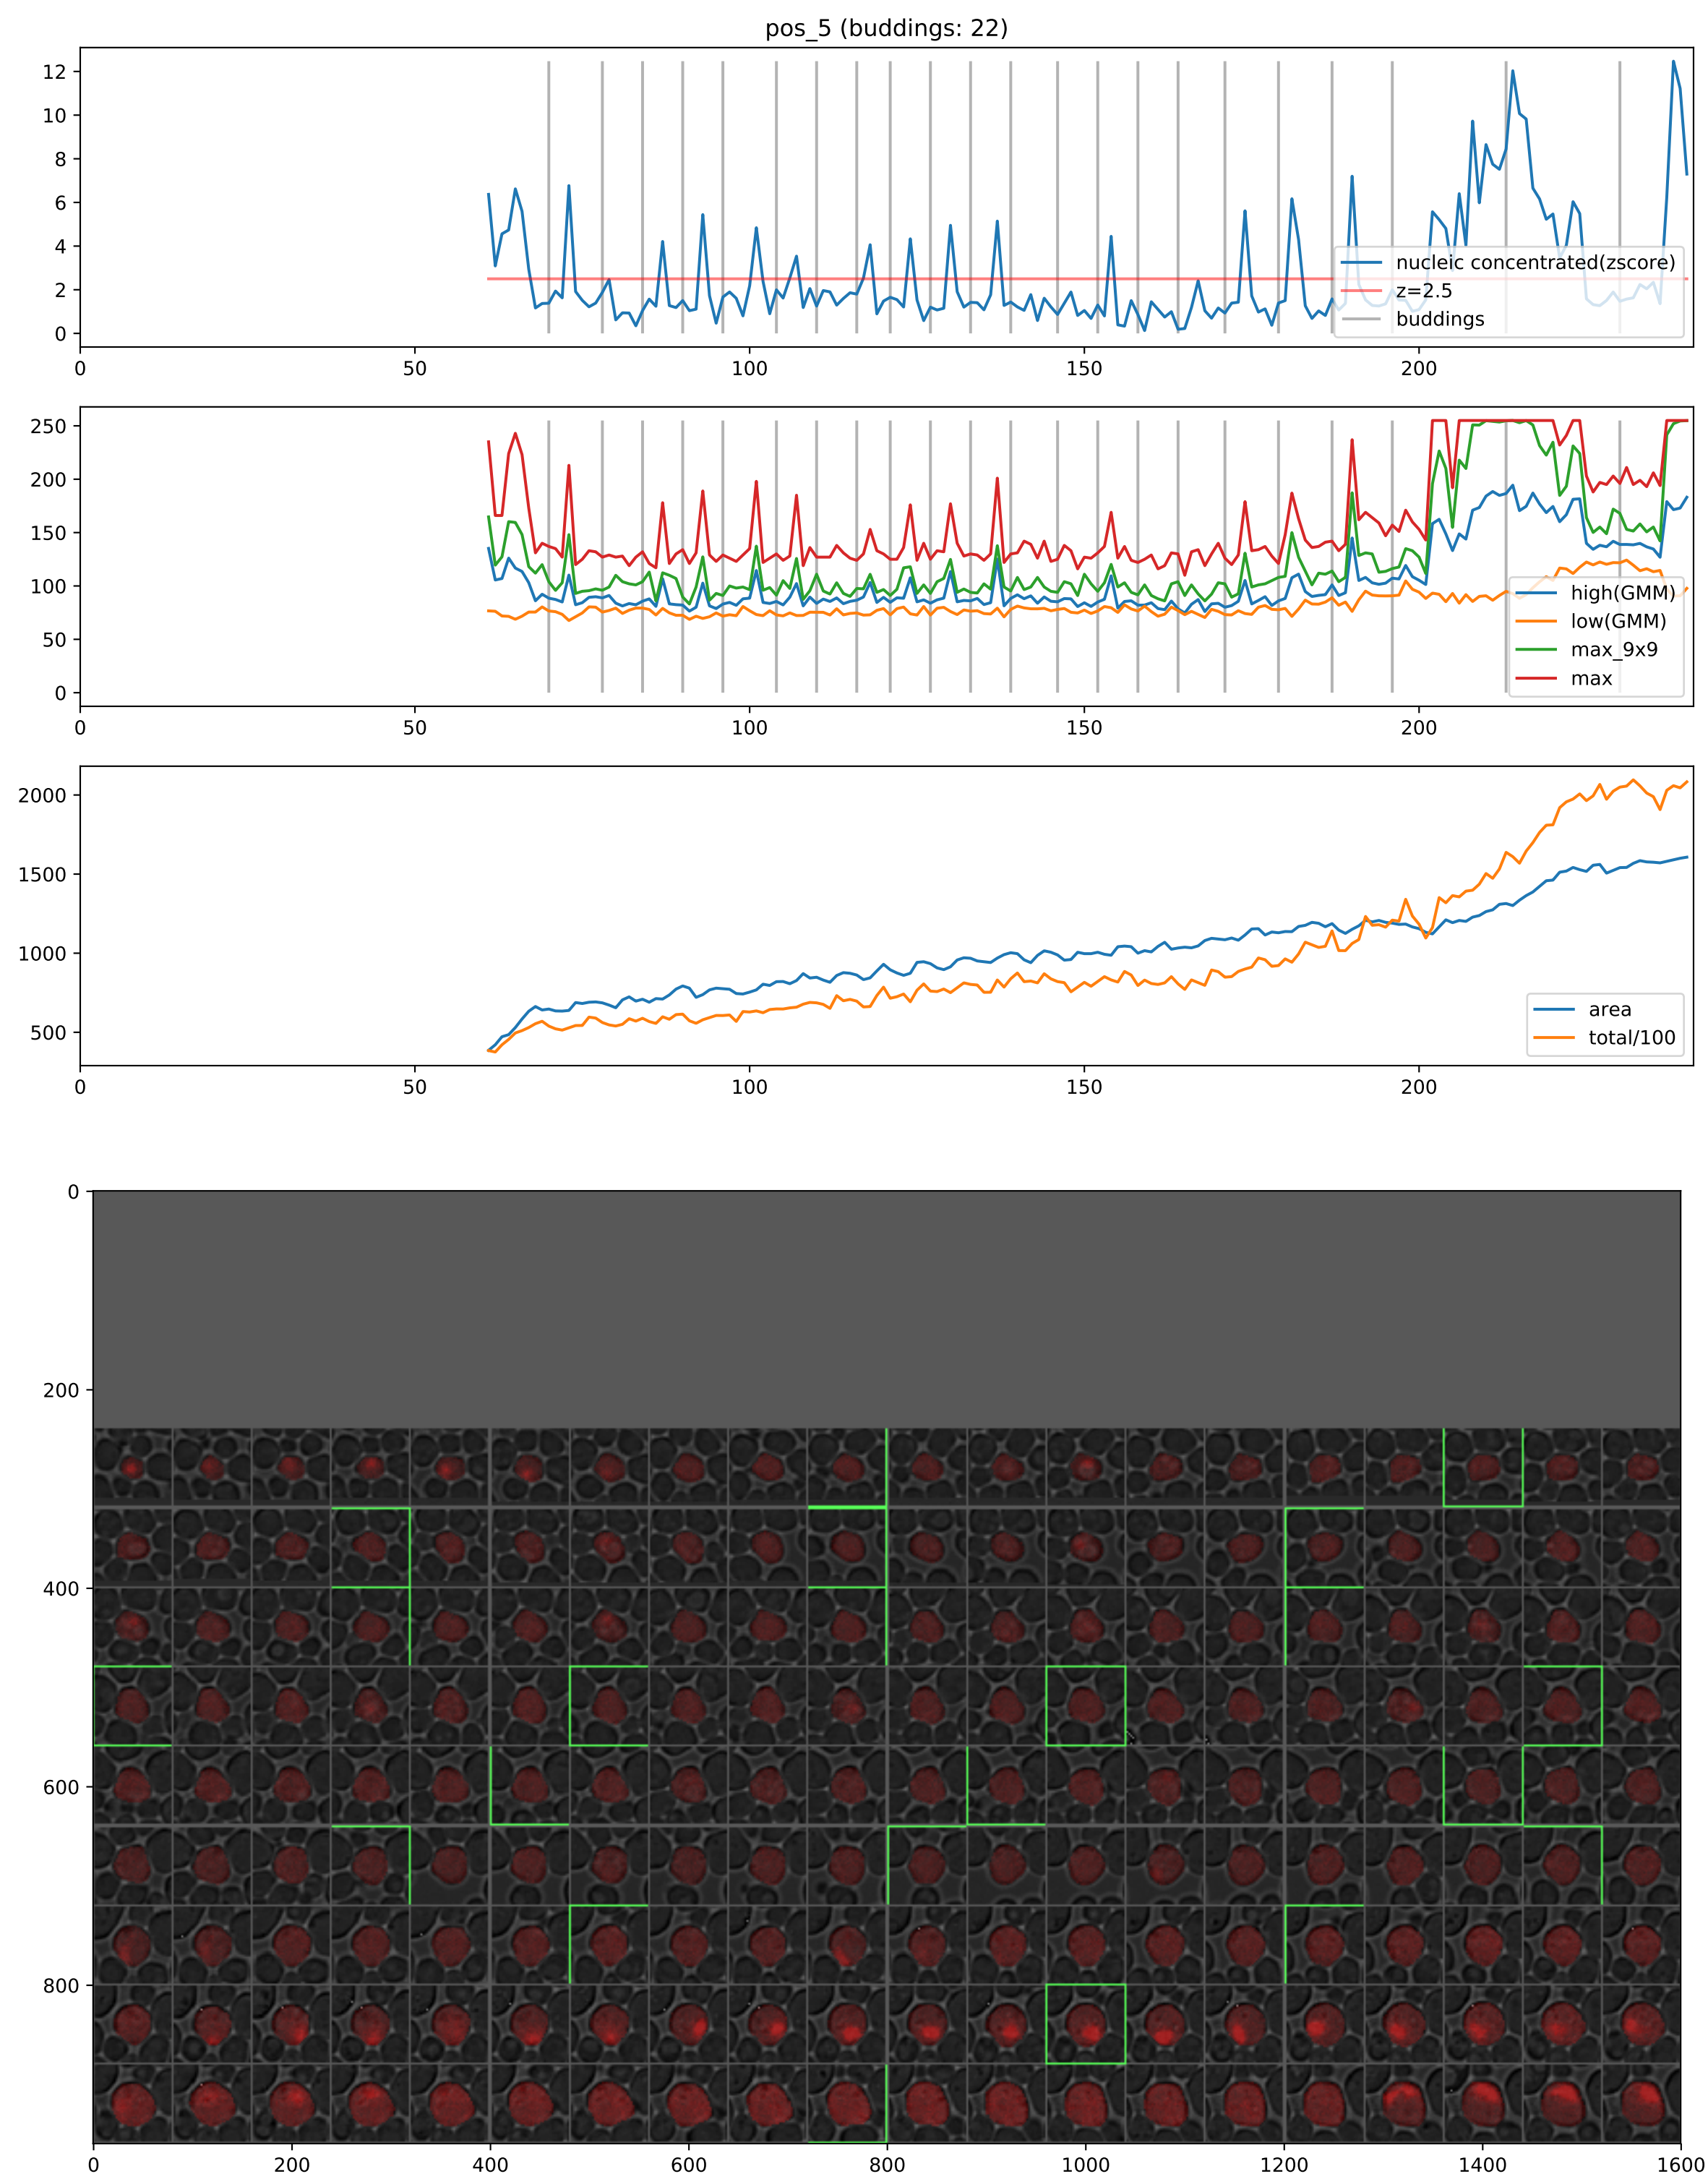 pos_5 (buddings: 22)
12
10
8
6
4
2
0
nucleic concentrated(zscore)
z=2.5
buddings
0 50 100 150 200
250
200
150
100
50
0
high(GMM)
low(GMM)
max_9x9
max
0 50 100 150 200
2000
1500
1000
500
area
total/100
0 50 100 150 200
0
200
400
600
800
0 200 400 600 800 1000 1200 1400 1600